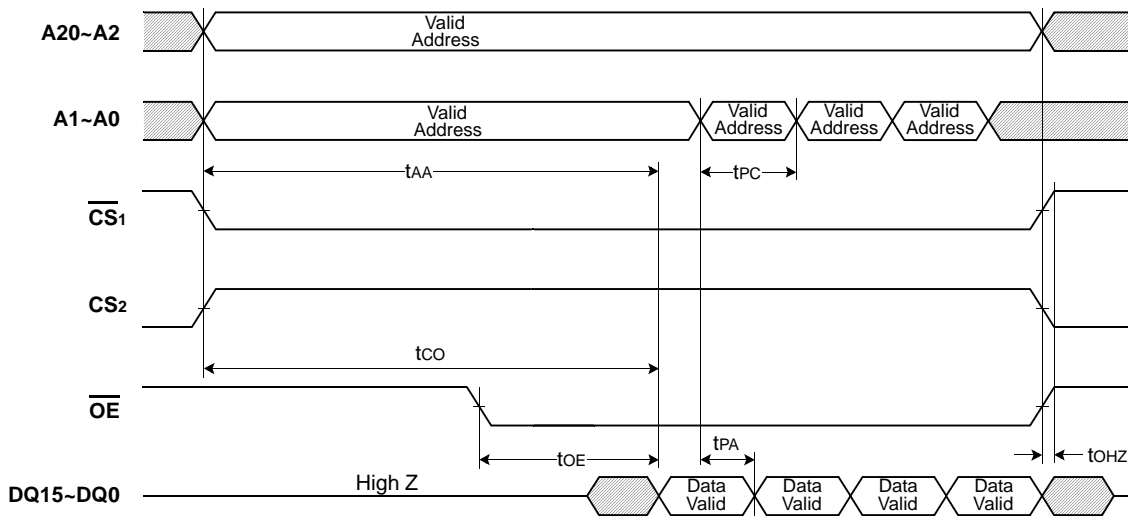 A20~A2
Valid
Address
A1~A0
Valid
Address
Valid
Address
Valid
Address
Valid
Address
tAA
tPC
CS1
CS2
tCO
OE
tOE
tPA
tOHZ
DQ15~DQ0
High Z
Data
Valid
Data
Valid
Data
Valid
Data
Valid